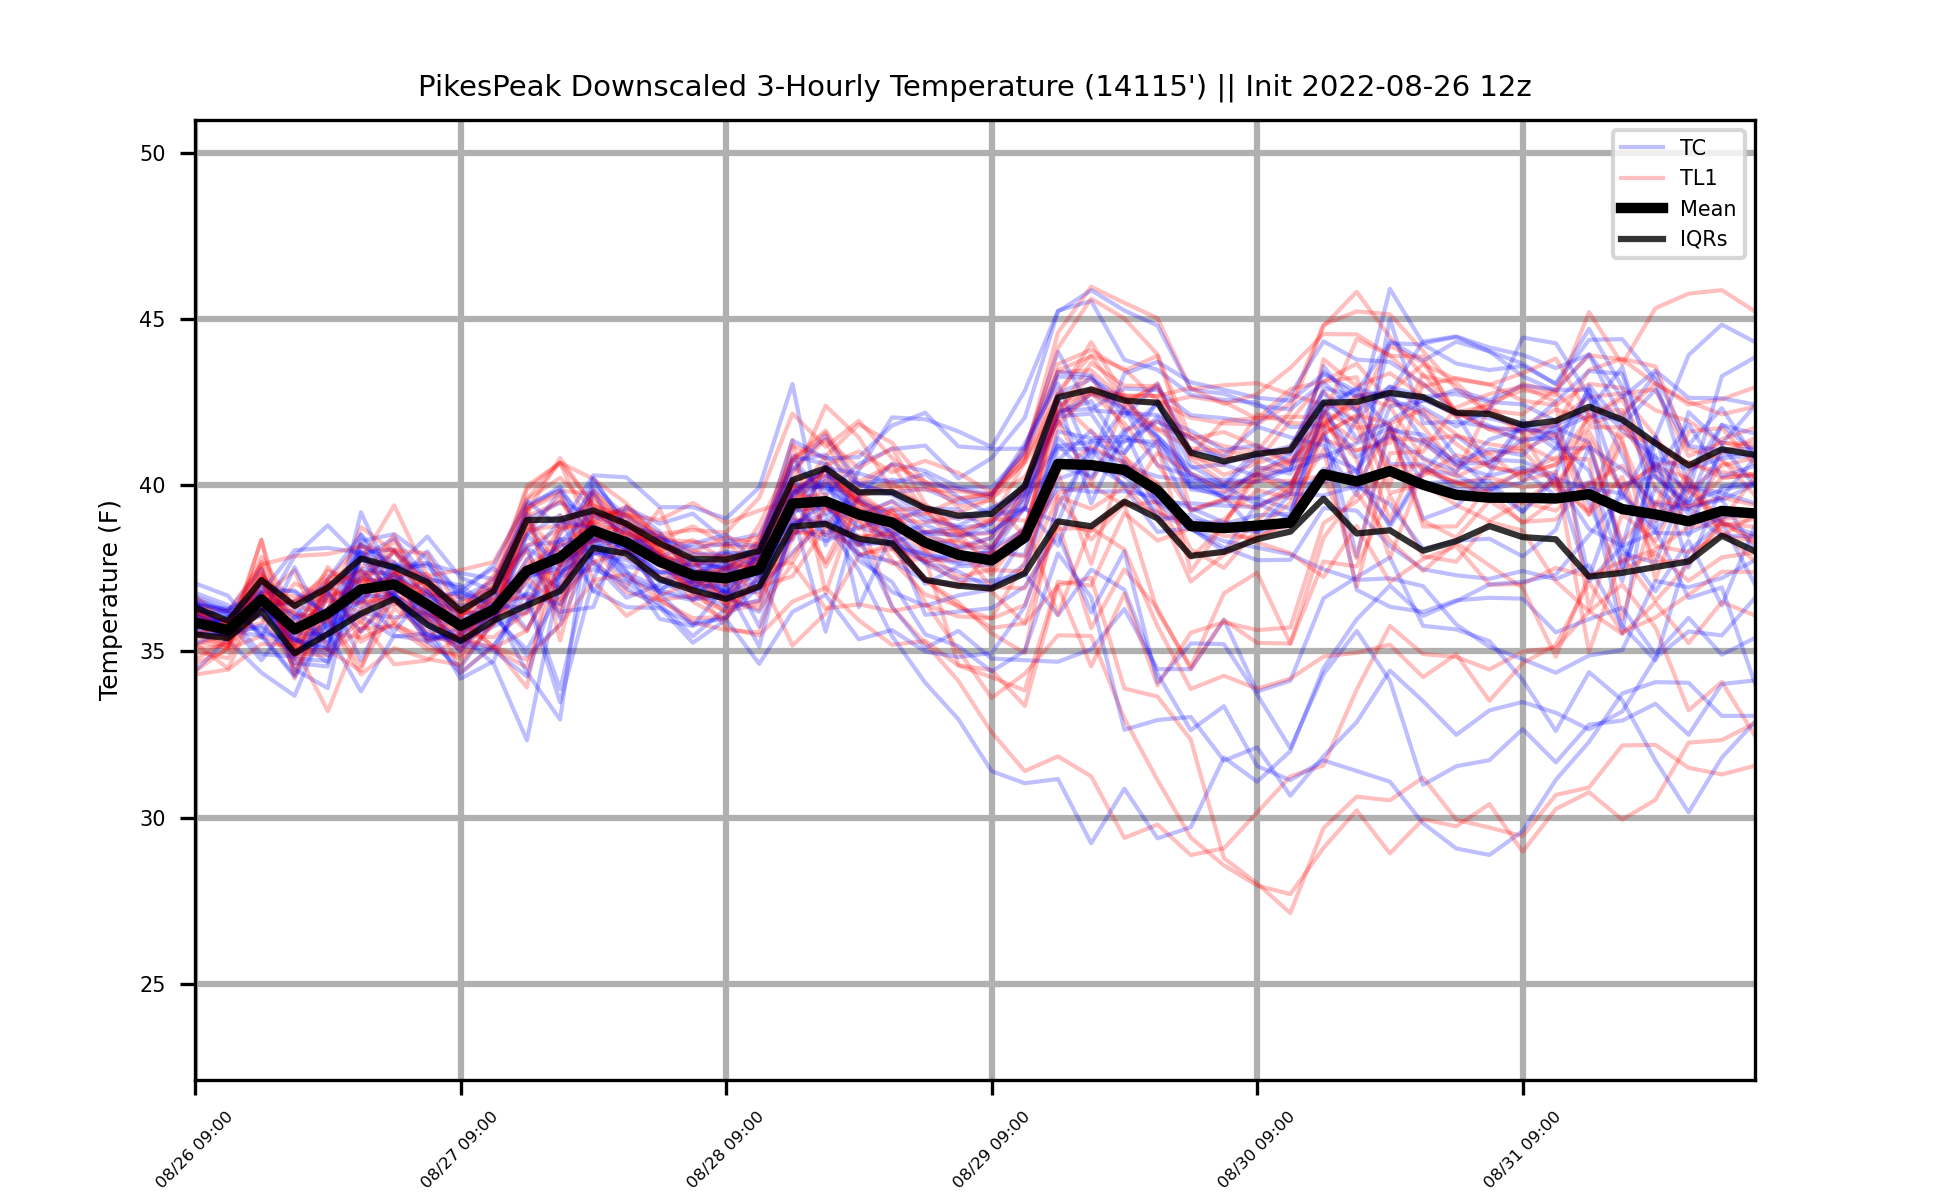 PikesPeak Downscaled 3-Hourly Temperature (14115') || Init 2022-08-26 12z
TC
TL1
Mean
IQRs
50
45
40
35
30
25
Temperature (F)
08/26 09:00
08/27 09:00
08/28 09:00
08/29 09:00
08/30 09:00
08/31 09:00